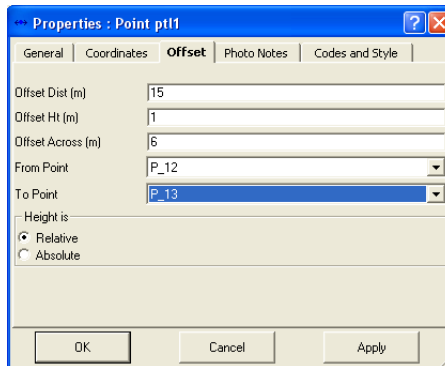 Properties : Point ptl1
General Coordinates Offset Photo Notes Codes and Style
Offset Dist (m) 15
Offset Ht (m) 1
Offset Across (m) 6
From Point P_12
To Point P_13
Height is
Relative
Absolute
OK Cancel Apply